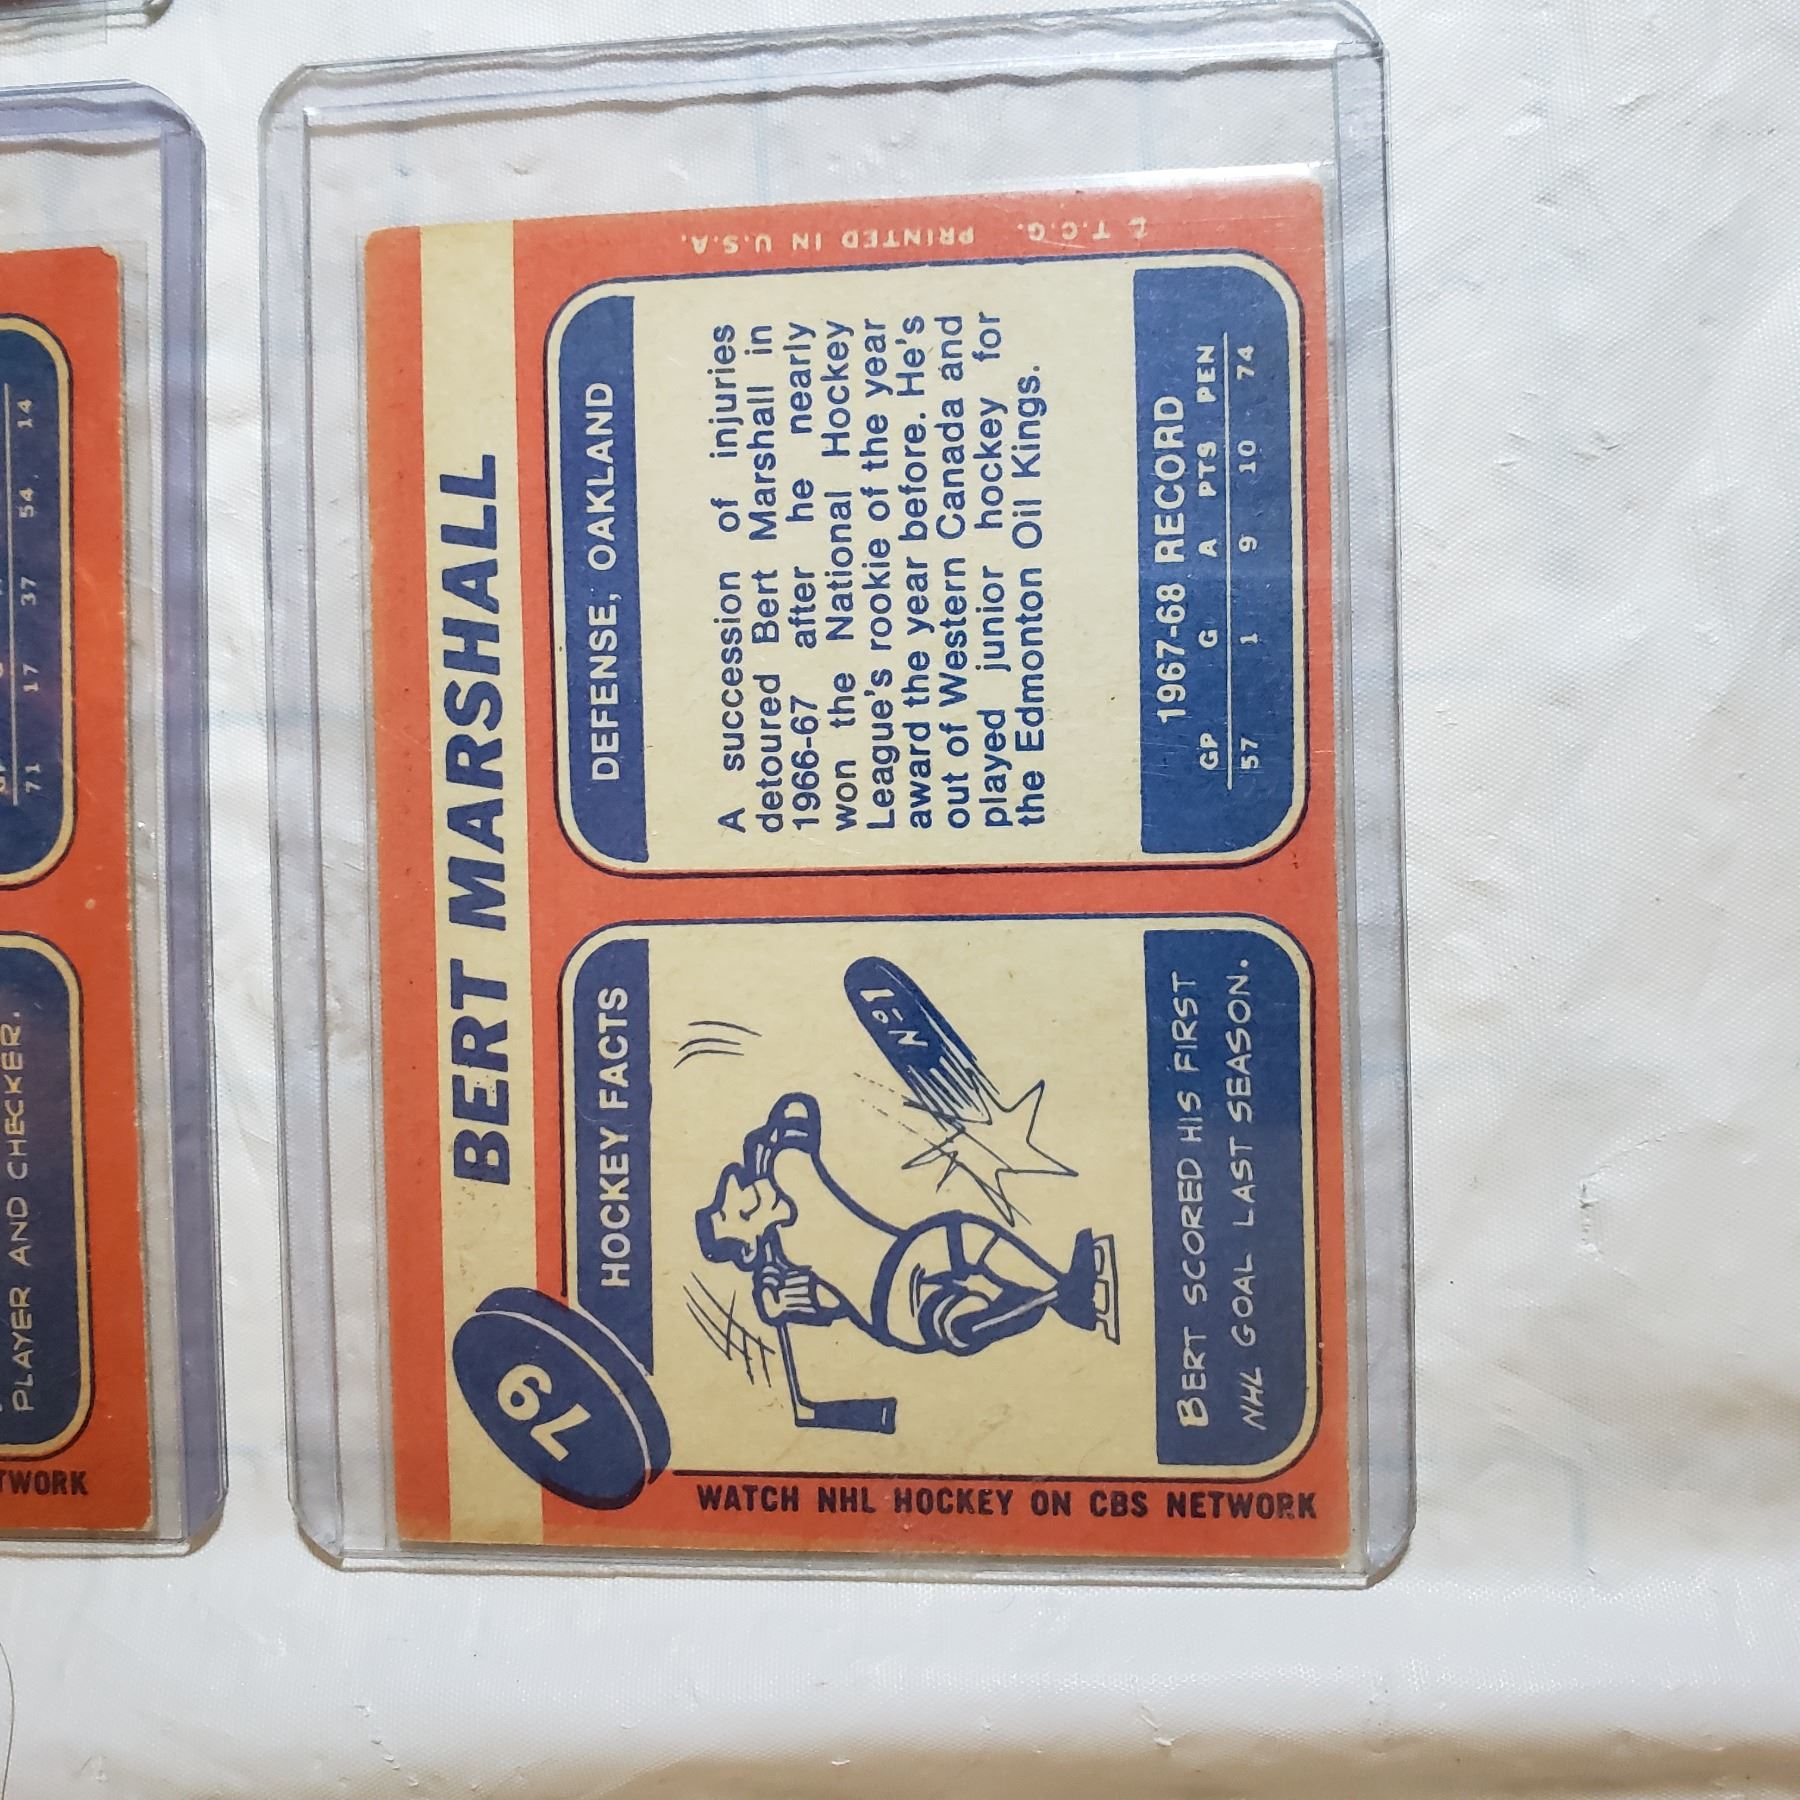 PLAYER AND CHECKER.
GP
71 17 37 54 14
TWORK
79
BERT MARSHALL
HOCKEY FACTS
Nº1
BERT SCORED HIS FIRST
NHL GOAL LAST SEASON.
WATCH NHL HOCKEY ON CBS NETWORK
DEFENSE, OAKLAND
A succession of injuries
detoured Bert Marshall in
1966-67 after he nearly
won the National Hockey
League's rookie of the year
award the year before. He's
out of Western Canada and
played junior hockey for
the Edmonton Oil Kings.
1967-68 RECORD
GP G A PTS PEN
57 1 9 10 74
T.C.G. PRINTED IN U.S.A.